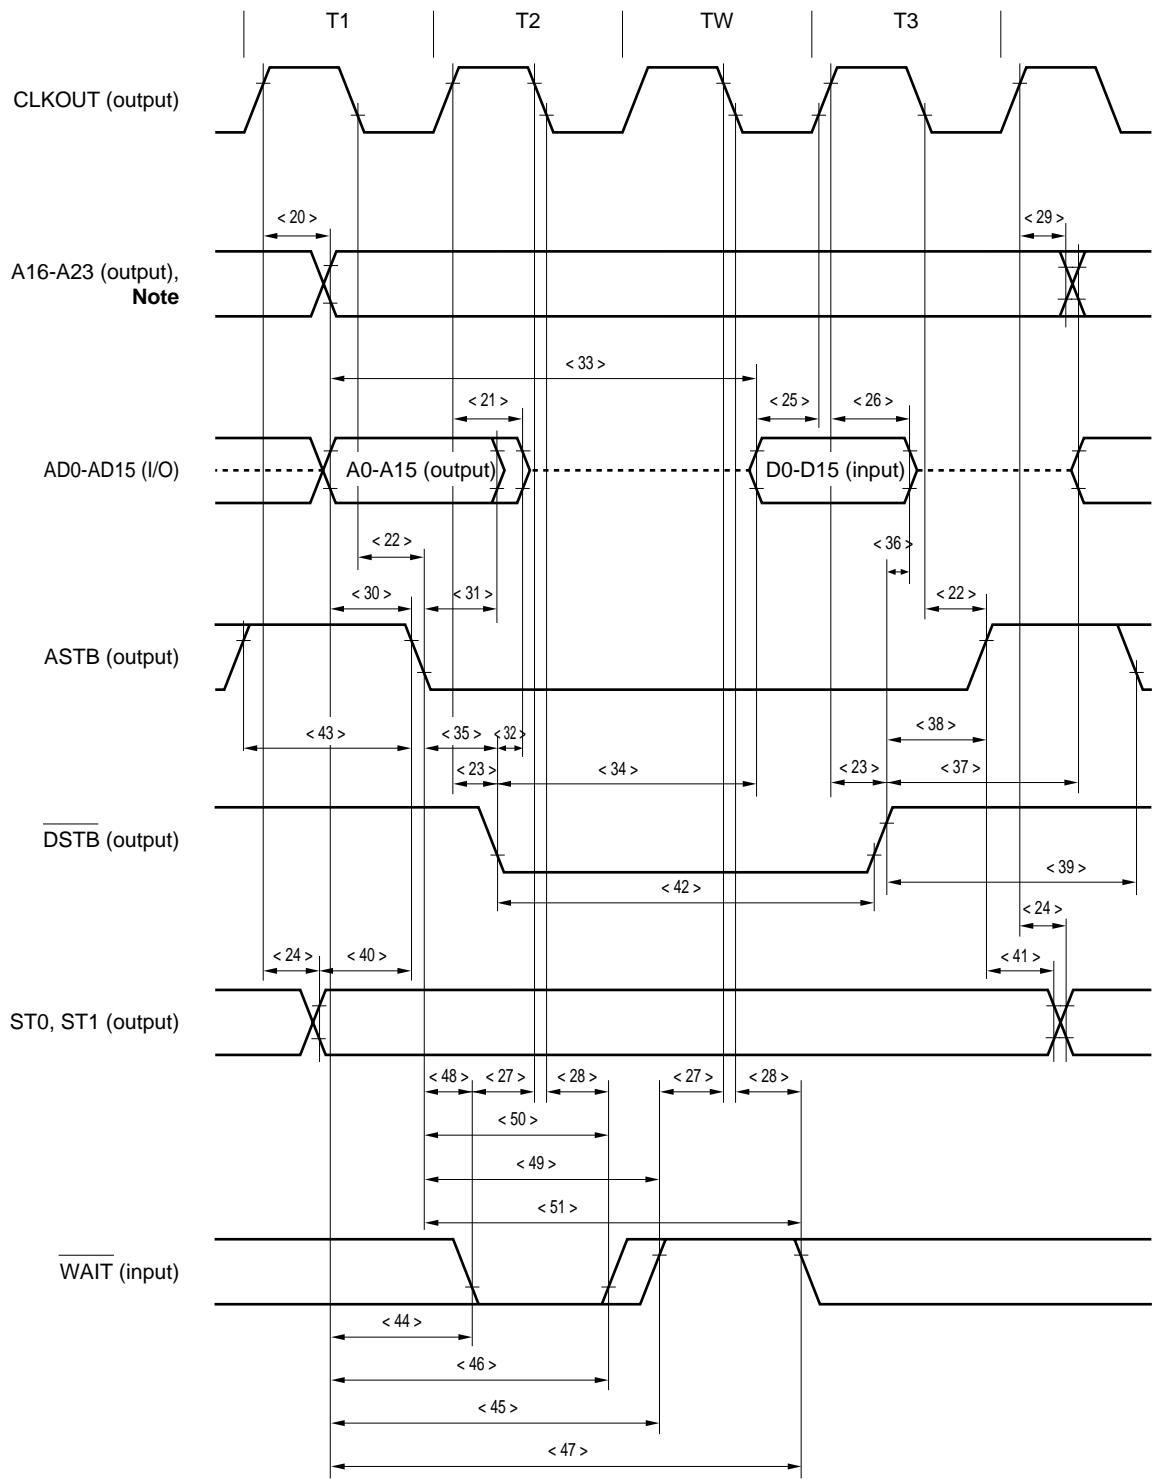 T1 T2 TW T3
CLKOUT (output)
< 20 > < 29 >
A16-A23 (output),
Note
< 33 >
< 21 > < 25 > < 26 >
AD0-AD15 (I/O) A0-A15 (output) D0-D15 (input)
< 22 > < 36 >
< 30 > < 31 > < 22 >
ASTB (output)
< 43 > < 35 > < 32 > < 38 >
< 23 > < 34 > < 23 > < 37 >
DSTB (output)
< 42 > < 39 >
< 24 >
< 24 > < 40 > < 41 >
ST0, ST1 (output)
< 48 > < 27 > < 28 > < 27 > < 28 >
< 50 >
< 49 >
< 51 >
WAIT (input)
< 44 >
< 46 >
< 45 >
< 47 >